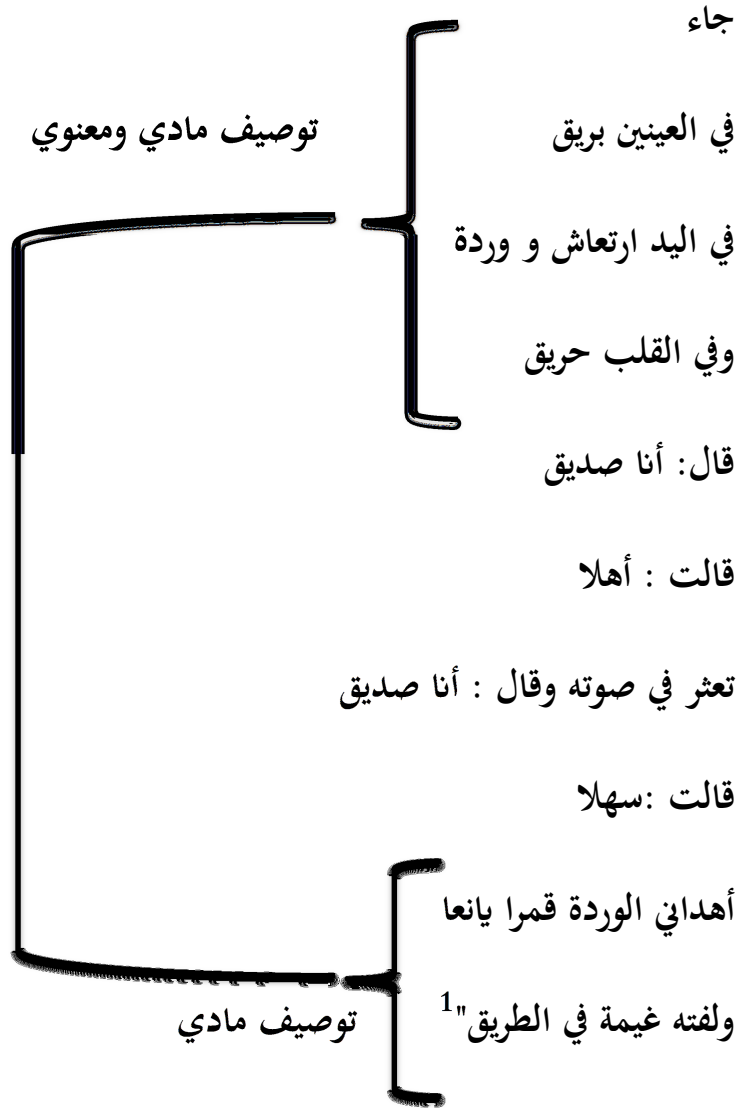 جاء
في العينين بريق
توصيف مادي ومعنوي
في اليد ارتعاش و وردة
وفي القلب حريق
قال: أنا صديق
قالت : أهلا
تعثر في صوته وقال : أنا صديق
قالت :سهلا
أهداني الوردة قمرا يانعا
ولفته غيمة في الطريق"1
توصيف مادي